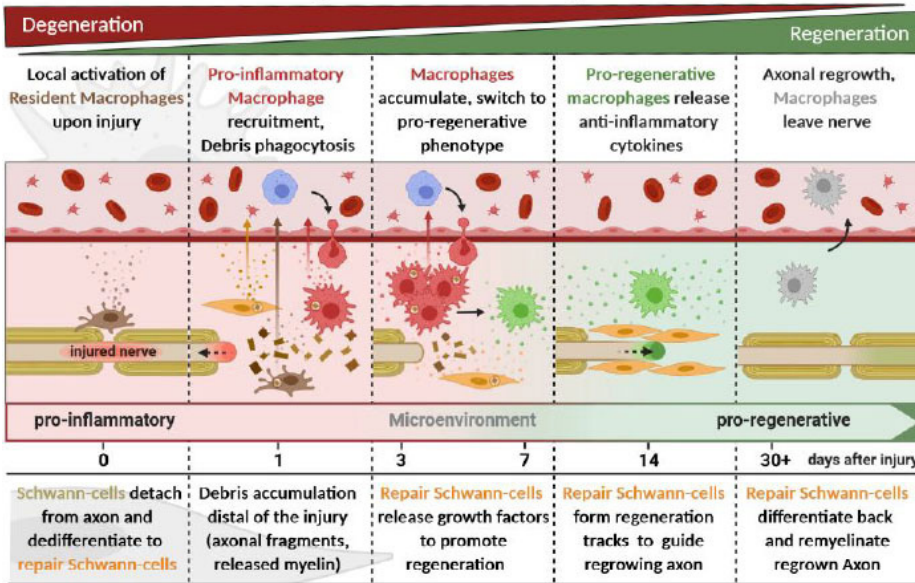 Degeneration
Regeneration
Local activation of
Resident Macrophages
upon injury
Pro-inflammatory
Macrophage
recruitment,
Debris phagocytosis
Macrophages
accumulate, switch to
pro-regenerative
phenotype
Pro-regenerative
macrophages release
anti-inflammatory
cytokines
Axonal regrowth,
Macrophages
leave nerve
injured nerve
pro-inflammatory
Microenvironment
pro-regenerative
0
1
3
7
14
30+
days after injury
Schwann-cells detach
from axon and
dedifferentiate to
repair Schwann-cells
Debris accumulation
distal of the injury
(axonal fragments,
released myelin)
Repair Schwann-cells
release growth factors
to promote
regeneration
Repair Schwann-cells
form regeneration
tracks to guide
regrowing axon
Repair Schwann-cells
differentiate back
and remyelinate
regrown Axon